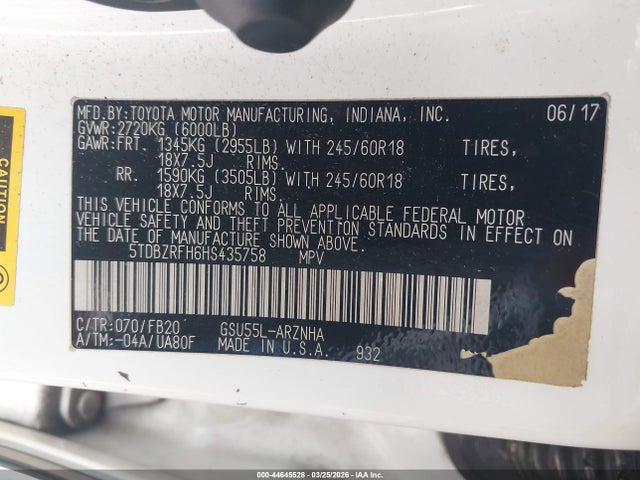 MFD.BY:TOYOTA MOTOR MANUFACTURING, INDIANA, INC. 06/17
GVWR:2720KG (6000LB)
GAWR:FRT. 1345KG (2955LB) WITH 245/60R18 TIRES,
18X7.5J RIMS.
RR. 1590KG (3505LB) WITH 245/60R18 TIRES,
18X7.5J RIMS.
THIS VEHICLE CONFORMS TO ALL APPLICABLE FEDERAL MOTOR
VEHICLE SAFETY AND THEFT PREVENTION STANDARDS IN EFFECT ON
THE DATE OF MANUFACTURE SHOWN ABOVE.
5TDBZRFH6HS435758 MPV
C/TR:070/FB20 GSU55L-ARZNHA
A/TM:-04A/UA80F MADE IN U.S.A. 932
CAUTION
000-44645528 - 03/25/2026 - IAAI, INC.